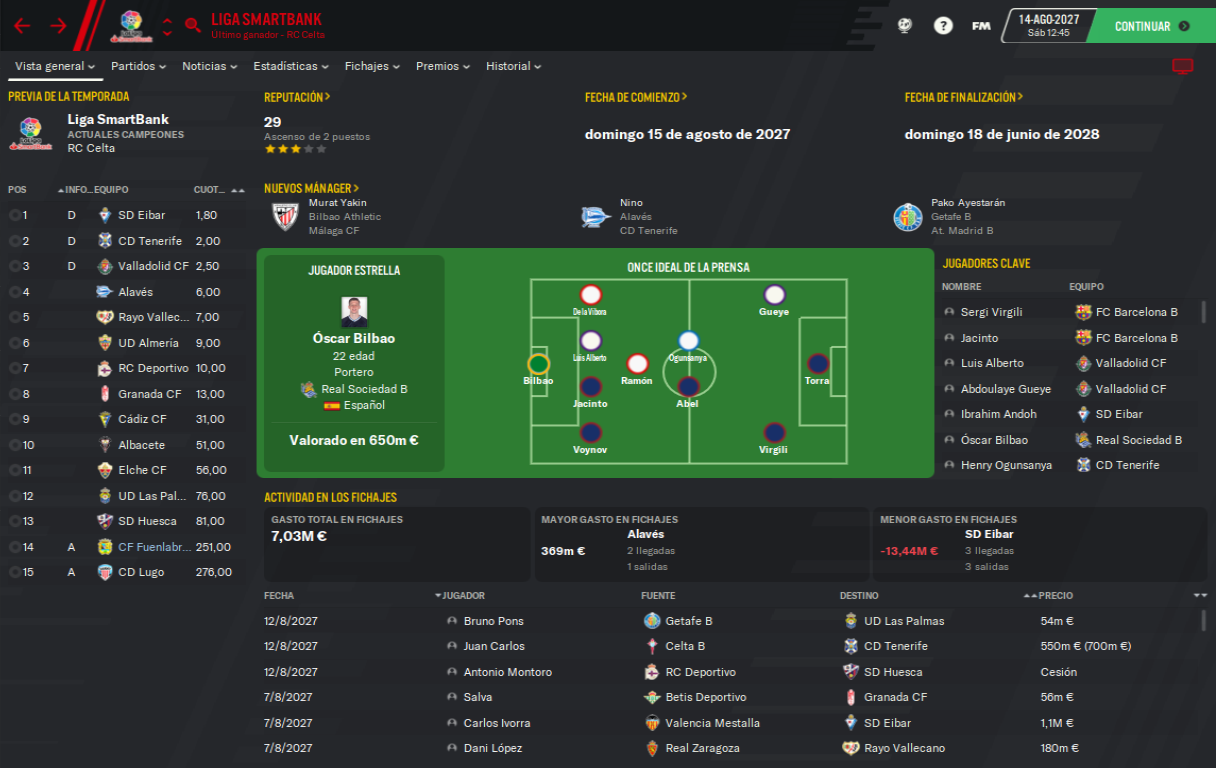 LIGA SMARTBANK
Último ganador - RC Celta
?
FM
14-AGO-2027
Sáb 12:45
CONTINUAR
Vista general
Partidos
Noticias
Estadísticas
Fichajes
Premios
Historial
PREVIA DE LA TEMPORADA
Liga SmartBank
ACTUALES CAMPEONES
RC Celta
REPUTACIÓN >
29
Ascenso de 2 puestos
FECHA DE COMIENZO >
domingo 15 de agosto de 2027
FECHA DE FINALIZACIÓN >
domingo 18 de junio de 2028
POS INFO... EQUIPO CUOT...
1 D SD Eibar 1,80
2 D CD Tenerife 2,00
3 D Valladolid CF 2,50
4 Alavés 6,00
5 Rayo Vallec... 7,00
6 UD Almería 9,00
7 RC Deportivo 10,00
8 Granada CF 13,00
9 Cádiz CF 31,00
10 Albacete 51,00
11 Elche CF 56,00
12 UD Las Pal... 76,00
13 SD Huesca 81,00
14 A CF Fuenlabr... 251,00
15 A CD Lugo 276,00
NUEVOS MÁNAGER >
Murat Yakin
Bilbao Athletic
Málaga CF
Nino
Alavés
CD Tenerife
Pako Ayestarán
Getafe B
At. Madrid B
JUGADOR ESTRELLA
Óscar Bilbao
22 edad
Portero
Real Sociedad B
Español
Valorado en 650m €
ONCE IDEAL DE LA PRENSA
De la Víbora
Gueye
Luis Alberto
Ogunsanya
Bilbao
Ramón
Torra
Jacinto
Abel
Voynov
Virgili
JUGADORES CLAVE
NOMBRE EQUIPO
Sergi Virgili FC Barcelona B
Jacinto FC Barcelona B
Luis Alberto Valladolid CF
Abdoulaye Gueye Valladolid CF
Ibrahim Andoh SD Eibar
Óscar Bilbao Real Sociedad B
Henry Ogunsanya CD Tenerife
ACTIVIDAD EN LOS FICHAJES
GASTO TOTAL EN FICHAJES
7,03M €
MAYOR GASTO EN FICHAJES
Alavés
369m €
2 llegadas
1 salidas
MENOR GASTO EN FICHAJES
SD Eibar
-13,44M €
3 llegadas
3 salidas
FECHA JUGADOR FUENTE DESTINO PRECIO
12/8/2027 Bruno Pons Getafe B UD Las Palmas 54m €
12/8/2027 Juan Carlos Celta B CD Tenerife 550m € (700m €)
12/8/2027 Antonio Montoro RC Deportivo SD Huesca Cesión
7/8/2027 Salva Betis Deportivo Granada CF 56m €
7/8/2027 Carlos Ivorra Valencia Mestalla SD Eibar 1,1M €
7/8/2027 Dani López Real Zaragoza Rayo Vallecano 180m €